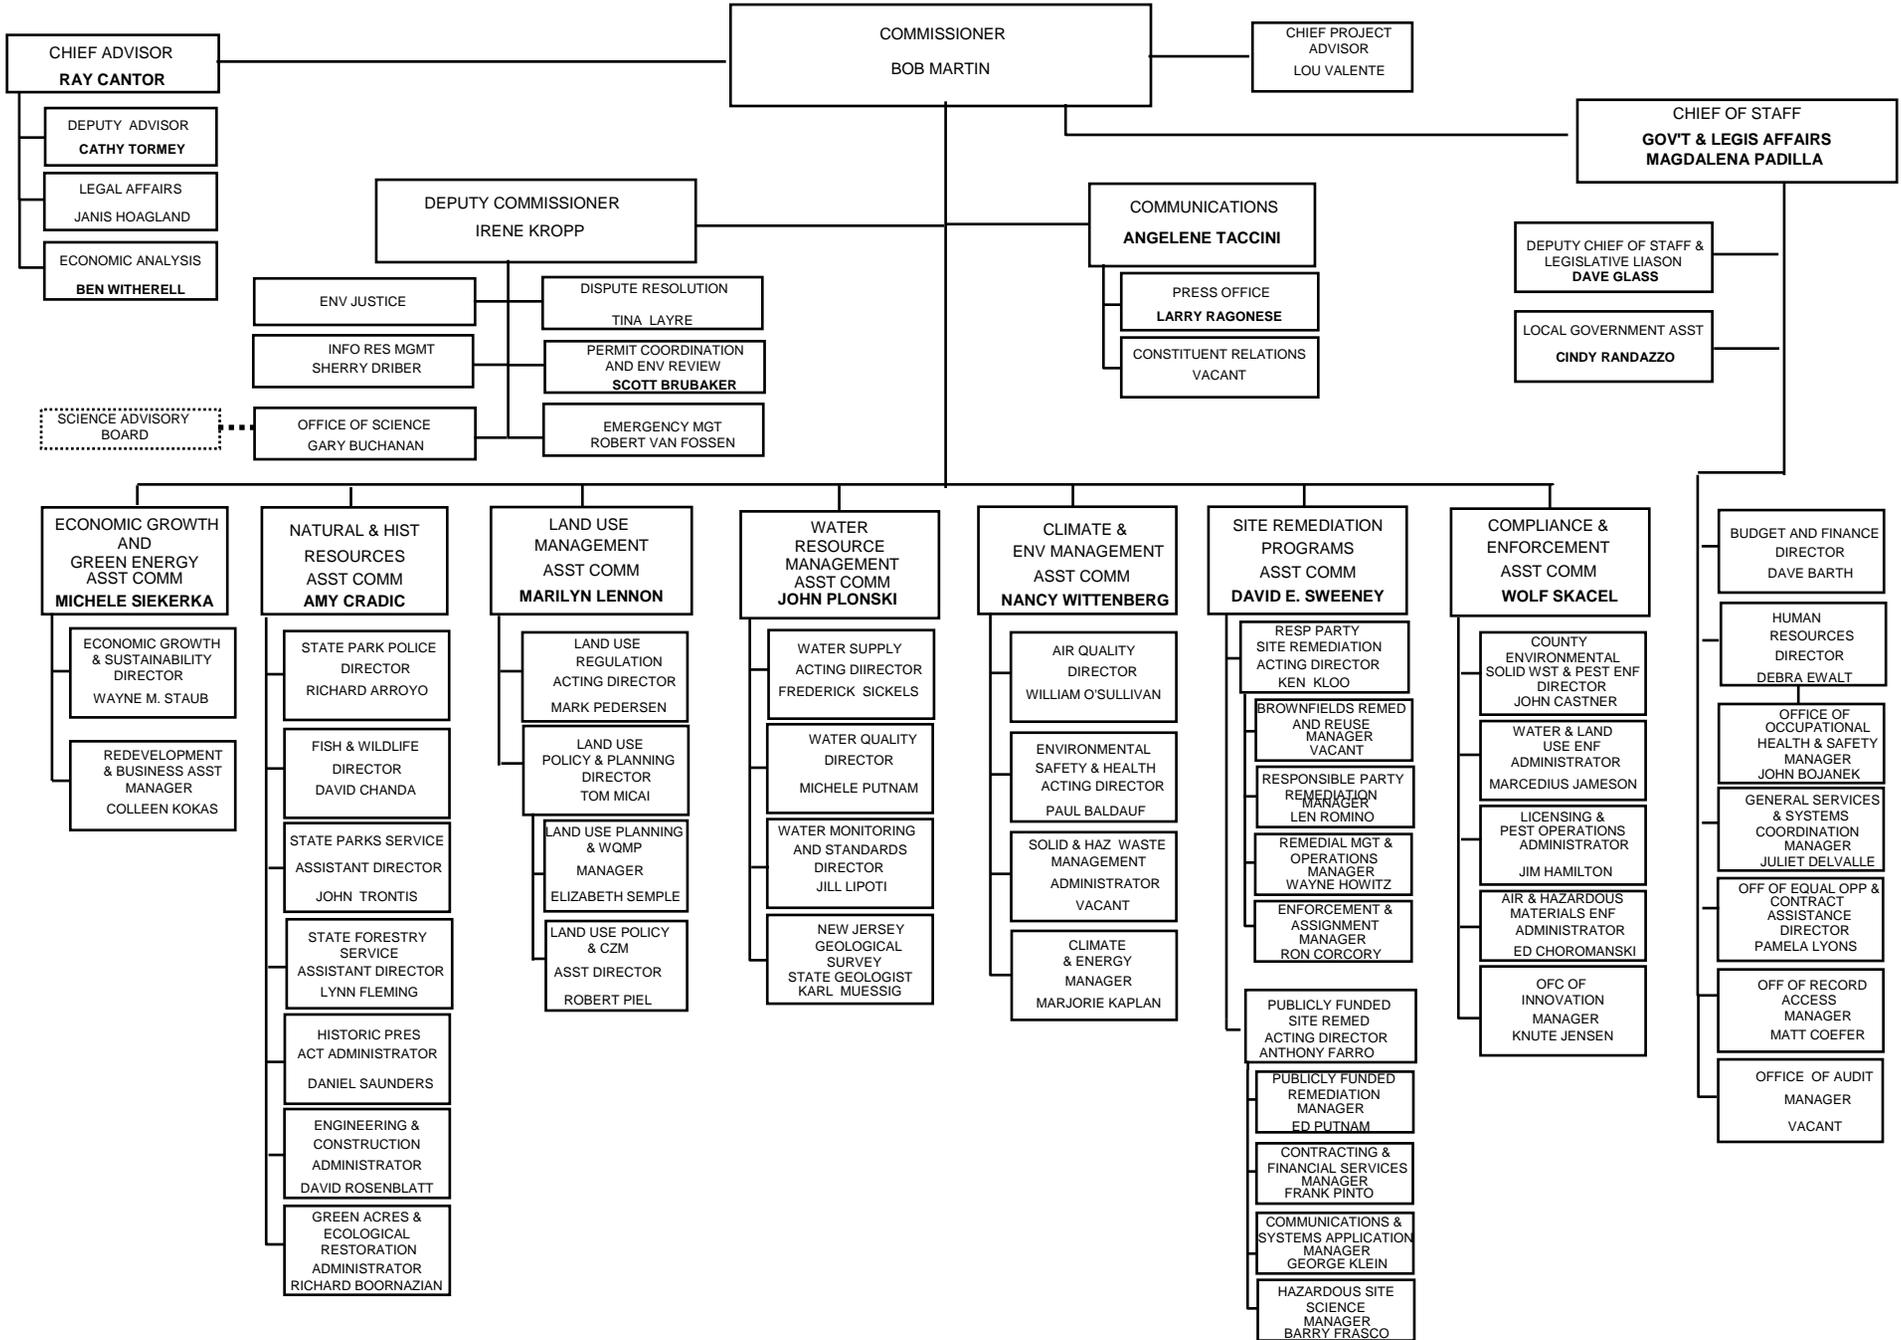 COMMISSIONER
BOB MARTIN
CHIEF PROJECT
ADVISOR
LOU VALENTE
CHIEF ADVISOR
RAY CANTOR
DEPUTY ADVISOR
CATHY TORMEY
LEGAL AFFAIRS
JANIS HOAGLAND
ECONOMIC ANALYSIS
BEN WITHERELL
CHIEF OF STAFF
GOV'T & LEGIS AFFAIRS
MAGDALENA PADILLA
DEPUTY CHIEF OF STAFF &
LEGISLATIVE LIASON
DAVE GLASS
LOCAL GOVERNMENT ASST
CINDY RANDAZZO
DEPUTY COMMISSIONER
IRENE KROPP
ENV JUSTICE
DISPUTE RESOLUTION
TINA LAYRE
INFO RES MGMT
SHERRY DRIBER
PERMIT COORDINATION
AND ENV REVIEW
SCOTT BRUBAKER
SCIENCE ADVISORY
BOARD
OFFICE OF SCIENCE
GARY BUCHANAN
EMERGENCY MGT
ROBERT VAN FOSSEN
COMMUNICATIONS
ANGELENE TACCINI
PRESS OFFICE
LARRY RAGONESE
CONSTITUENT RELATIONS
VACANT
ECONOMIC GROWTH
AND
GREEN ENERGY
ASST COMM
MICHELE SIEKERKA
ECONOMIC GROWTH
& SUSTAINABILITY
DIRECTOR
WAYNE M. STAUB
REDEVELOPMENT
& BUSINESS ASST
MANAGER
COLLEEN KOKAS
NATURAL & HIST
RESOURCES
ASST COMM
AMY CRADIC
STATE PARK POLICE
DIRECTOR
RICHARD ARROYO
FISH & WILDLIFE
DIRECTOR
DAVID CHANDA
STATE PARKS SERVICE
ASSISTANT DIRECTOR
JOHN TRONTIS
STATE FORESTRY
SERVICE
ASSISTANT DIRECTOR
LYNN FLEMING
HISTORIC PRES
ACT ADMINISTRATOR
DANIEL SAUNDERS
ENGINEERING &
CONSTRUCTION
ADMINISTRATOR
DAVID ROSENBLATT
GREEN ACRES &
ECOLOGICAL
RESTORATION
ADMINISTRATOR
RICHARD BOORNAZIAN
LAND USE
MANAGEMENT
ASST COMM
MARILYN LENNON
LAND USE
REGULATION
ACTING DIRECTOR
MARK PEDERSEN
LAND USE
POLICY & PLANNING
DIRECTOR
TOM MICAI
LAND USE PLANNING
& WQMP
MANAGER
ELIZABETH SEMPLE
LAND USE POLICY
& CZM
ASST DIRECTOR
ROBERT PIEL
WATER
RESOURCE
MANAGEMENT
ASST COMM
JOHN PLONSKI
WATER SUPPLY
ACTING DIRECTOR
FREDERICK SICKELS
WATER QUALITY
DIRECTOR
MICHELE PUTNAM
WATER MONITORING
AND STANDARDS
DIRECTOR
JILL LIPOTI
NEW JERSEY
GEOLOGICAL
SURVEY
STATE GEOLOGIST
KARL MUESSIG
CLIMATE &
ENV MANAGEMENT
ASST COMM
NANCY WITTENBERG
AIR QUALITY
DIRECTOR
WILLIAM O'SULLIVAN
ENVIRONMENTAL
SAFETY & HEALTH
ACTING DIRECTOR
PAUL BALDAUF
SOLID & HAZ WASTE
MANAGEMENT
ADMINISTRATOR
VACANT
CLIMATE
& ENERGY
MANAGER
MARJORIE KAPLAN
SITE REMEDIATION
PROGRAMS
ASST COMM
DAVID E. SWEENEY
RESP PARTY
SITE REMEDIATION
ACTING DIRECTOR
KEN KLOO
BROWNFIELDS REMED
AND REUSE
MANAGER
VACANT
RESPONSIBLE PARTY
REMEDIATION
MANAGER
LEN ROMINO
REMEDIAL MGT &
OPERATIONS
MANAGER
WAYNE HOWITZ
ENFORCEMENT &
ASSIGNMENT
MANAGER
RON CORCORY
PUBLICLY FUNDED
SITE REMED
ACTING DIRECTOR
ANTHONY FARRO
PUBLICLY FUNDED
REMEDIATION
MANAGER
ED PUTNAM
CONTRACTING &
FINANCIAL SERVICES
MANAGER
FRANK PINTO
COMMUNICATIONS &
SYSTEMS APPLICATION
MANAGER
GEORGE KLEIN
HAZARDOUS SITE
SCIENCE
MANAGER
BARRY FRASCO
COMPLIANCE &
ENFORCEMENT
ASST COMM
WOLF SKACEL
COUNTY
ENVIRONMENTAL
SOLID WST & PEST ENF
DIRECTOR
JOHN CASTNER
WATER & LAND
USE ENF
ADMINISTRATOR
MARCEDIUS JAMESON
LICENSING &
PEST OPERATIONS
ADMINISTRATOR
JIM HAMILTON
AIR & HAZARDOUS
MATERIALS ENF
ADMINISTRATOR
ED CHOROMANSKI
OFC OF
INNOVATION
MANAGER
KNUTE JENSEN
BUDGET AND FINANCE
DIRECTOR
DAVE BARTH
HUMAN
RESOURCES
DIRECTOR
DEBRA EWALT
OFFICE OF
OCCUPATIONAL
HEALTH & SAFETY
MANAGER
JOHN BOJANEK
GENERAL SERVICES
& SYSTEMS
COORDINATION
MANAGER
JULIET DELVALLE
OFF OF EQUAL OPP &
CONTRACT
ASSISTANCE
DIRECTOR
PAMELA LYONS
OFF OF RECORD
ACCESS
MANAGER
MATT COEFER
OFFICE OF AUDIT
MANAGER
VACANT